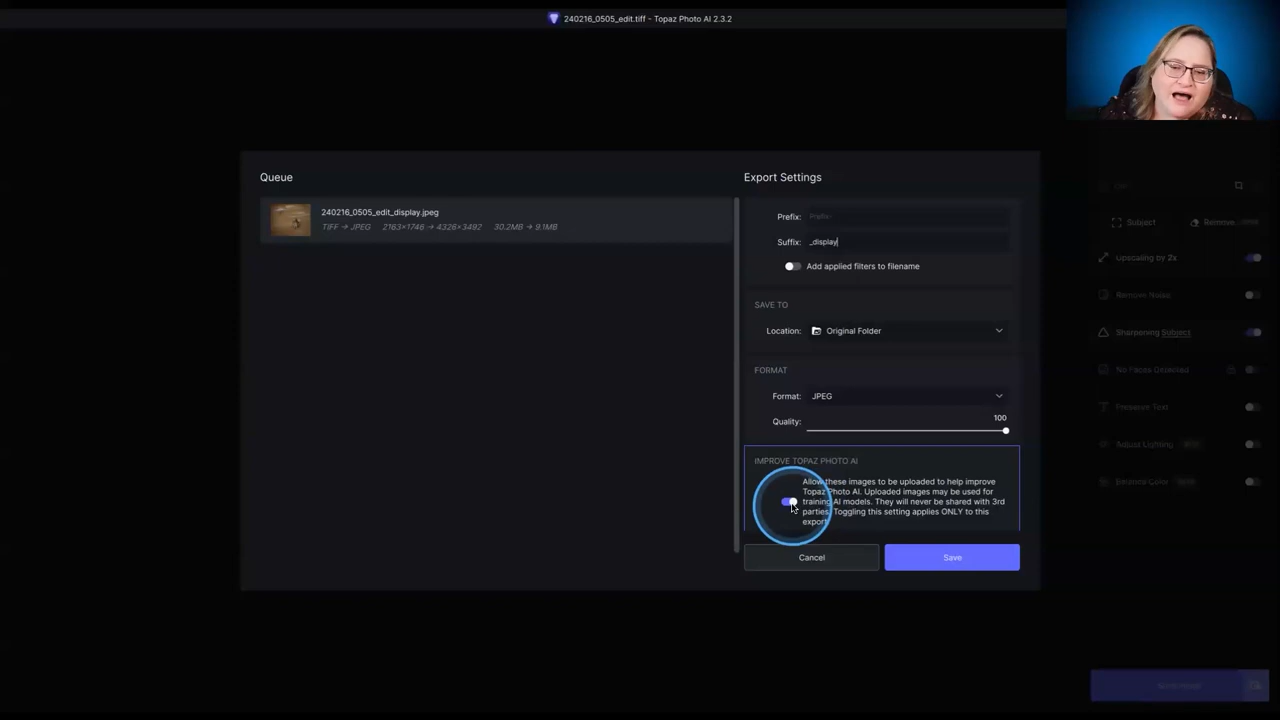 240216_0505_edit.tiff - Topaz Photo AI 2.3.2
Queue
240216_0505_edit_display.jpeg
TIFF → JPEG 2163×1746 → 4326×3492 30.2MB → 9.1MB
Export Settings
Prefix: Prefix-
Suffix: _display
Add applied filters to filename
SAVE TO
Location: Original Folder
FORMAT
Format: JPEG
Quality: 100
IMPROVE TOPAZ PHOTO AI
Allow these images to be uploaded to help improve
Topaz Photo AI. Uploaded images may be used for
training AI models. They will never be shared with 3rd
parties. Toggling this setting applies ONLY to this
export.
Cancel
Save
Subject
Remove
Upscaling by 2x
Remove Noise
Sharpening Subject
No Faces Detected
Preserve Text
Adjust Lighting
Balance Color